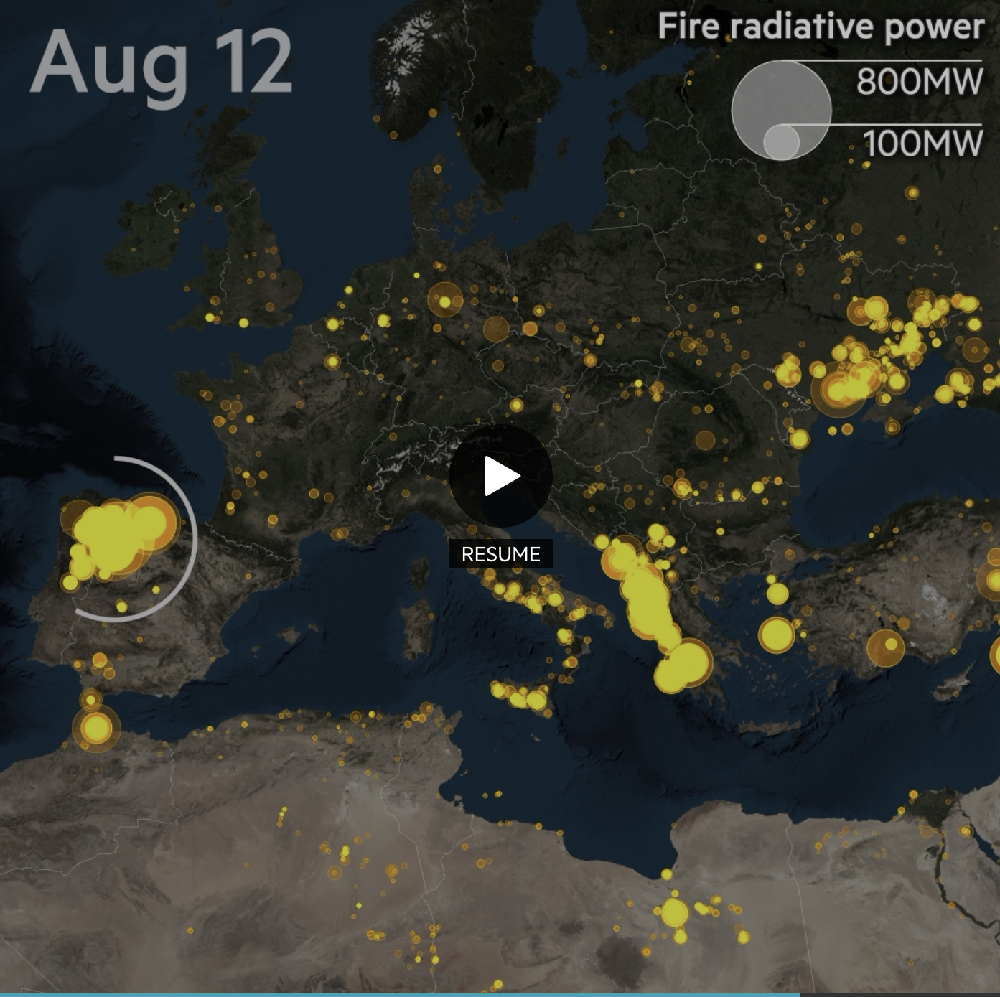 Aug 12
Fire radiative power
800MW
100MW
RESUME